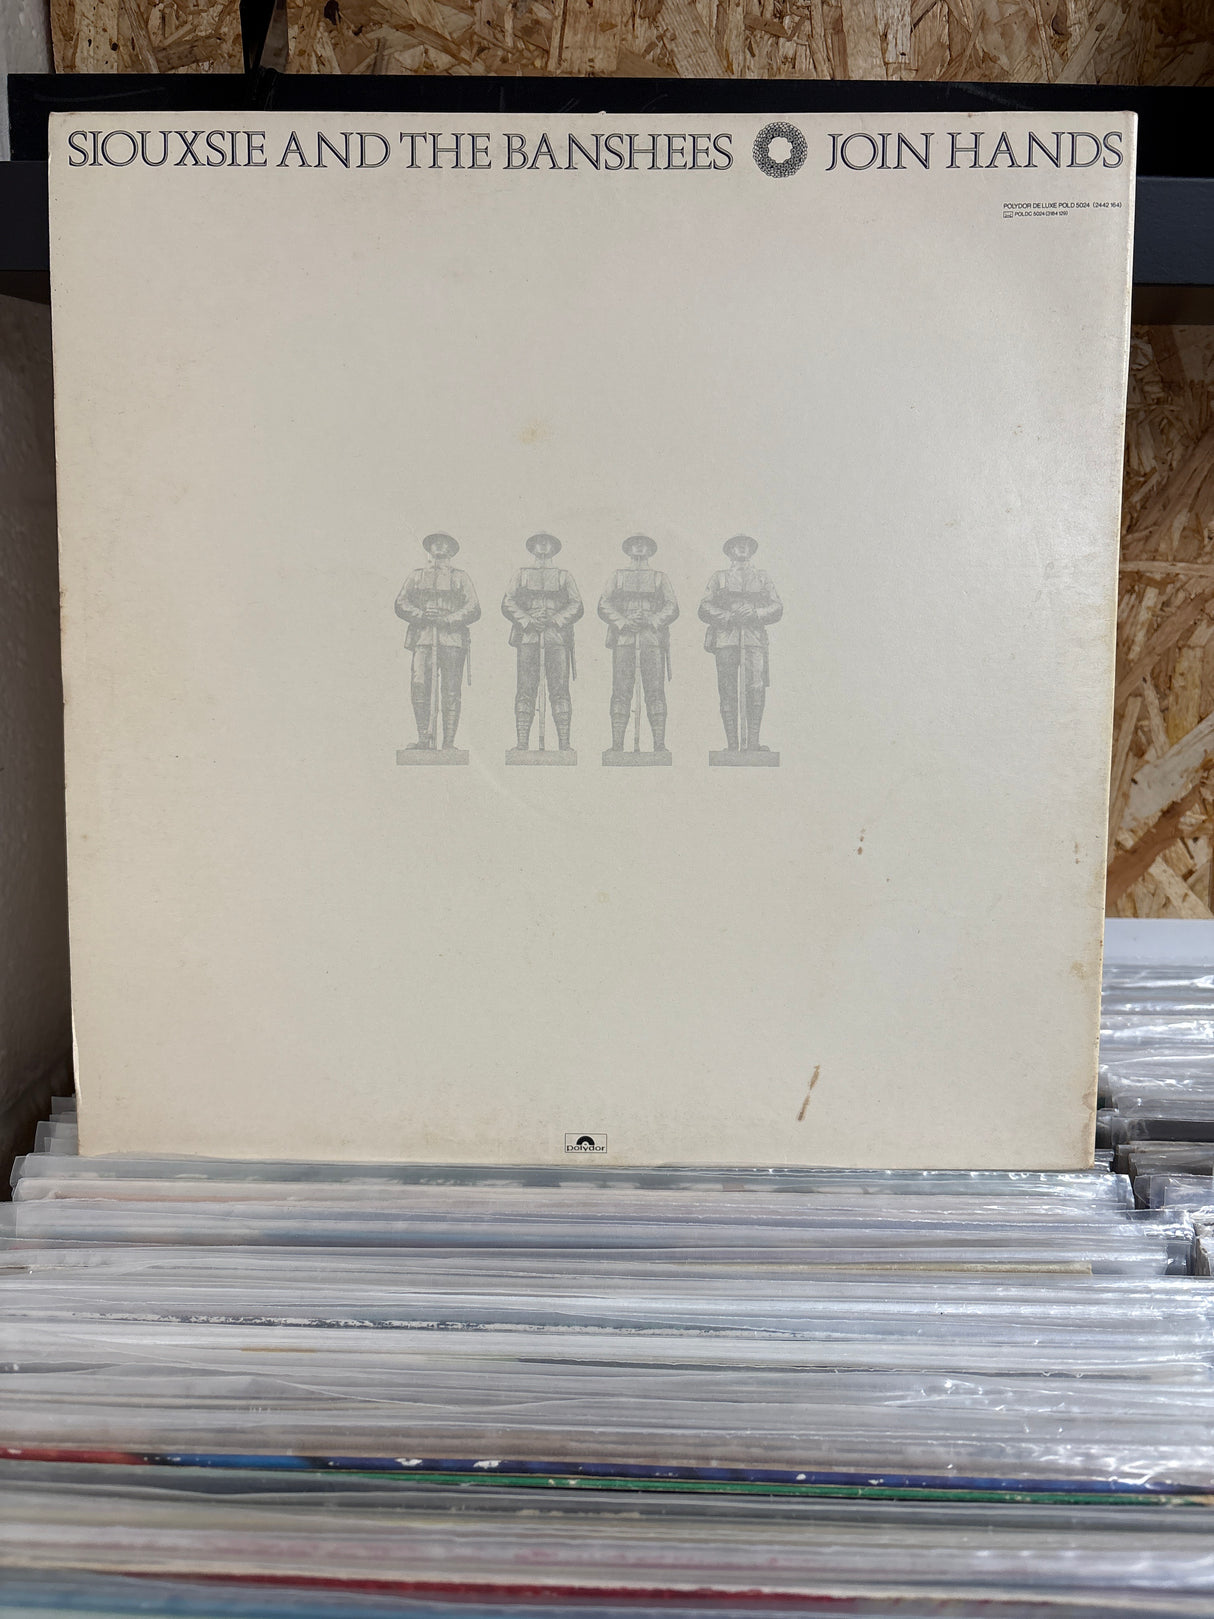 SIOUXSIE AND THE BANSHEES JOIN HANDS
POLYDOR DE LUXE POLD 5024 (2442 164)
POLDC 5024 (3184 129)
polydor